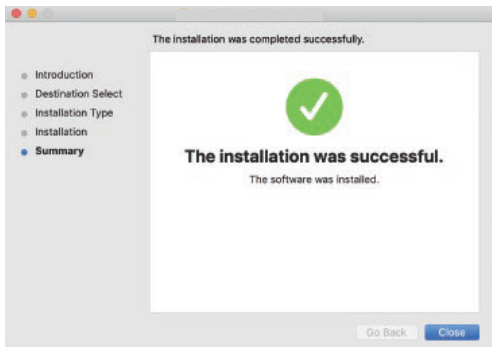 The installation was completed successfully.
Introduction
Destination Select
Installation Type
Installation
Summary
The installation was successful.
The software was installed.
Go Back
Close